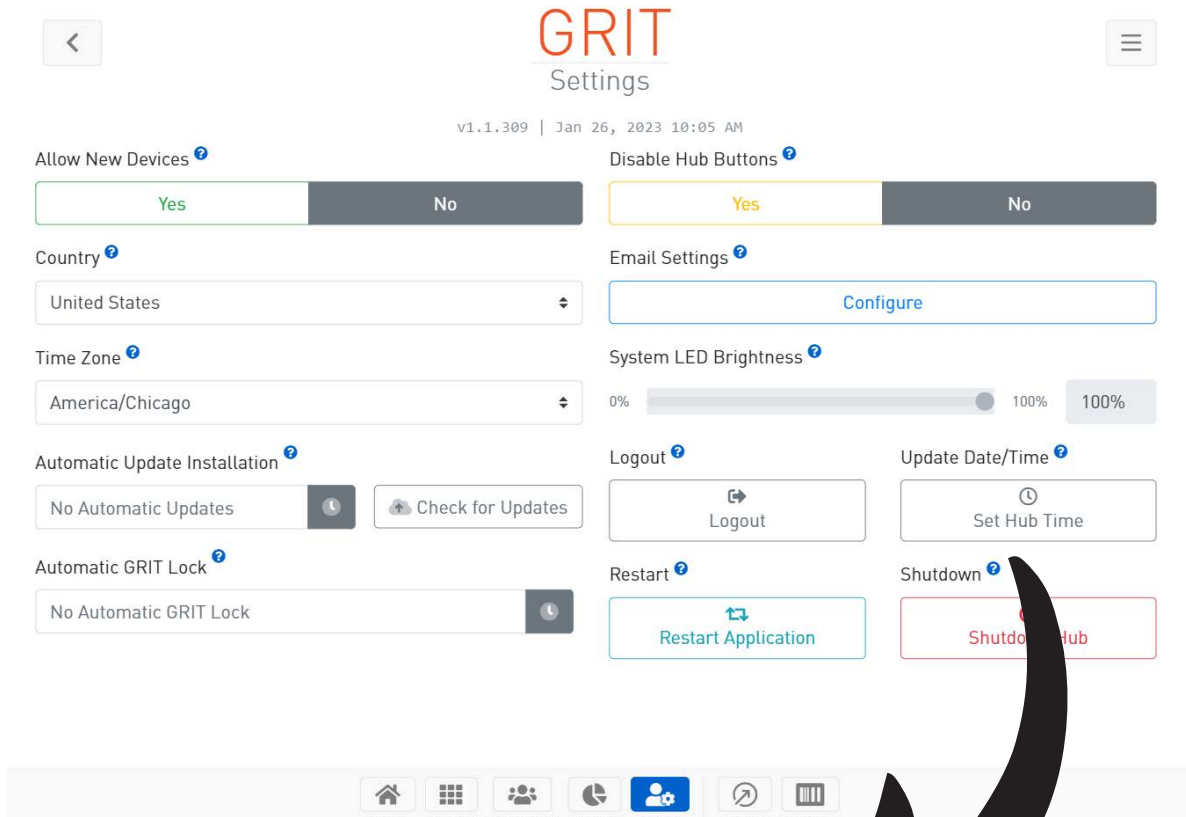 GRIT
Settings
v1.1.309 | Jan 26, 2023 10:05 AM
Allow New Devices
Yes No
Disable Hub Buttons
Yes No
Country
United States
Email Settings
Configure
Time Zone
America/Chicago
System LED Brightness
0% 100% 100%
Automatic Update Installation
No Automatic Updates Check for Updates
Logout
Logout
Update Date/Time
Set Hub Time
Automatic GRIT Lock
No Automatic GRIT Lock
Restart
Restart Application
Shutdown